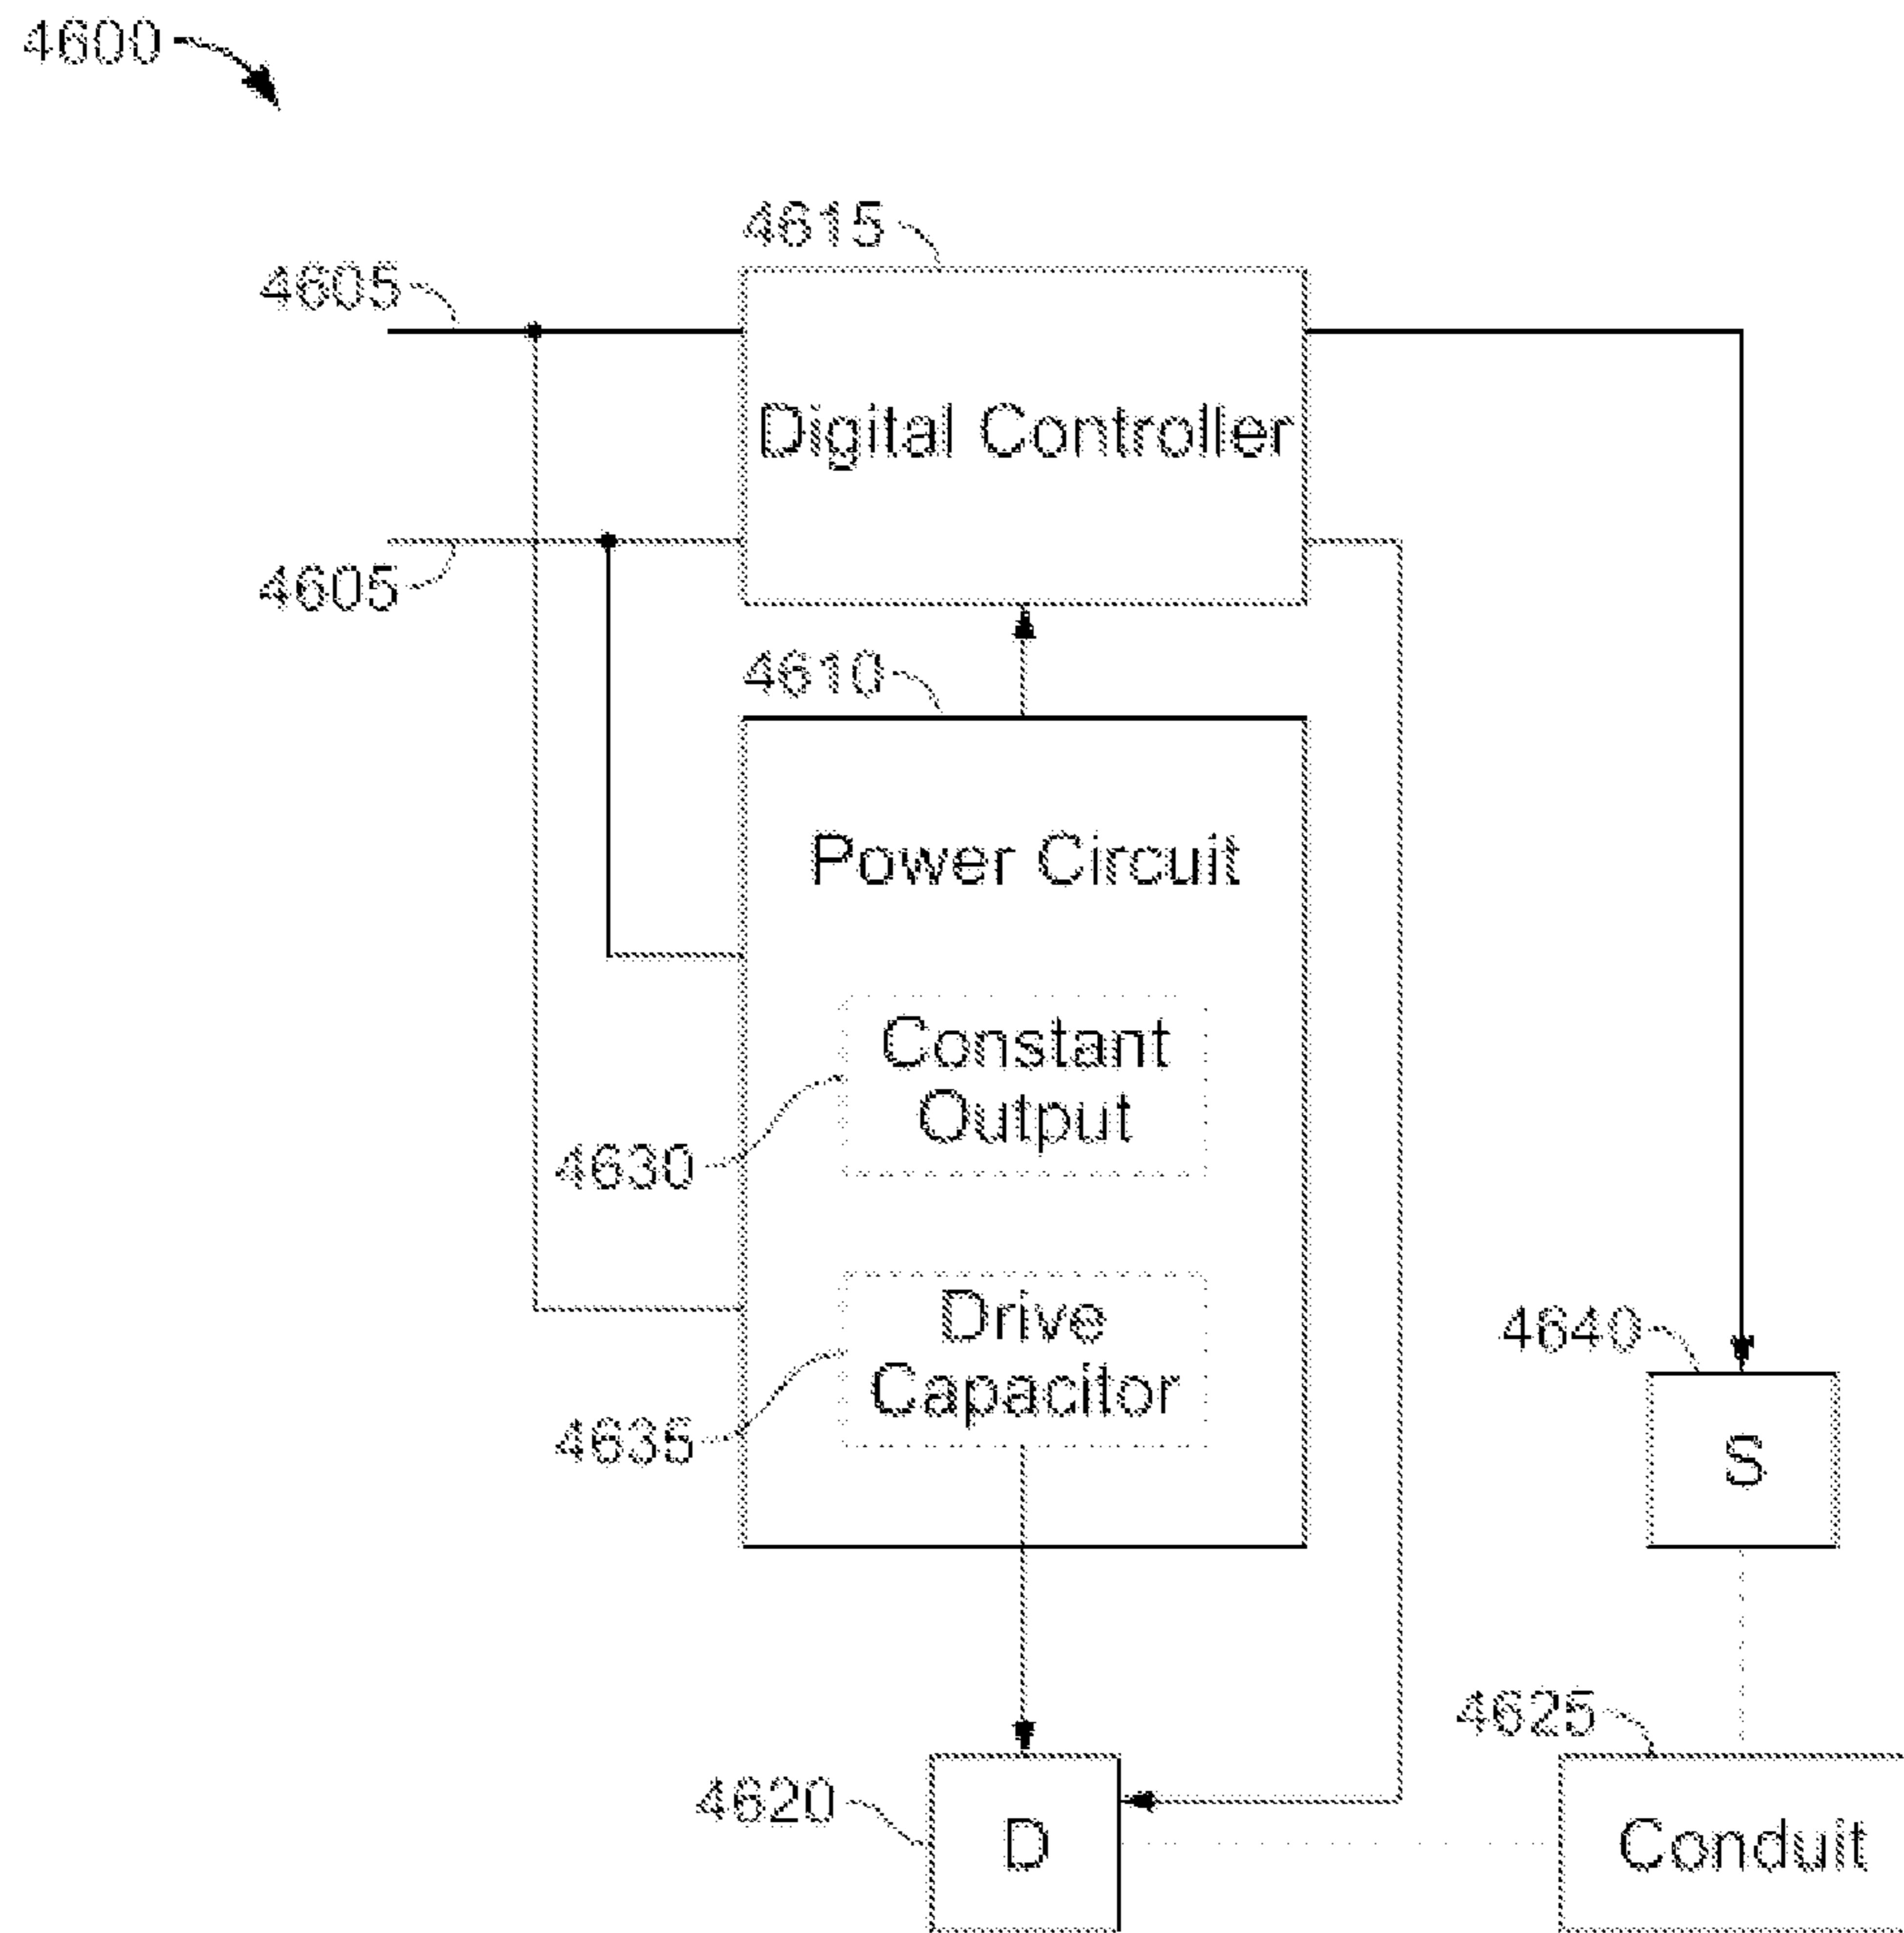 4600
4615
4605
Digital Controller
4605
4610
Power Circuit
Constant
Output
4630
Drive
Capacitor
4635
4640
S
4625
4620
D
Conduit